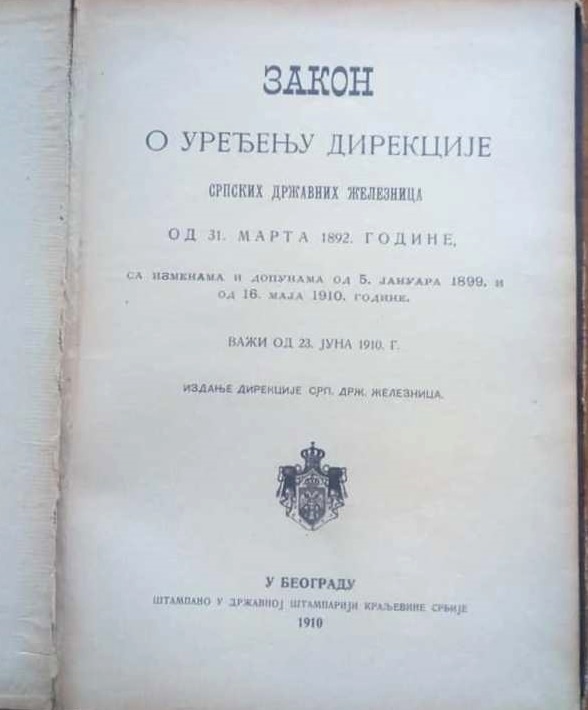 ЗАКОН
О УРЕЂЕЊУ ДИРЕКЦИЈЕ
СРПСКИХ ДРЖАВНИХ ЖЕЛЕЗНИЦА
ОД 31. МАРТА 1892. ГОДИНЕ,
СА ИЗМЕНАМА И ДОПУНАМА ОД 5. ЈАНУАРА 1899. И
ОД 16. МАЈА 1910. ГОДИНЕ.
ВАЖИ ОД 23. ЈУНА 1910. Г.
ИЗДАЊЕ ДИРЕКЦИЈЕ СРП. ДРЖ. ЖЕЛЕЗНИЦА.
У БЕОГРАДУ
ШТАМПАНО У ДРЖАВНОЈ ШТАМПАРИЈИ КРАЉЕВИНЕ СРБИЈЕ
1910